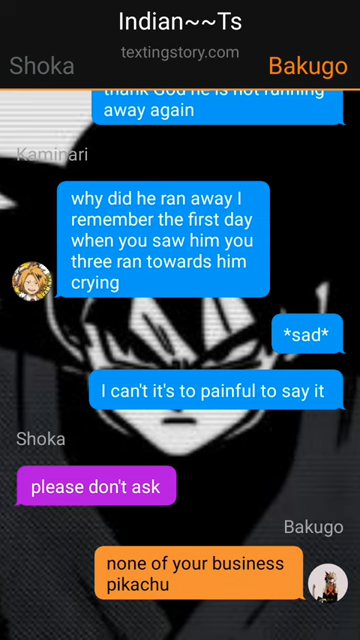 Indian~~Ts
textingstory.com
Shoka
Bakugo
thank God he is not running
away again
Kaminari
why did he ran away I
remember the first day
when you saw him you
three ran towards him
crying
*sad*
I can't it's to painful to say it
Shoka
please don't ask
Bakugo
none of your business
pikachu